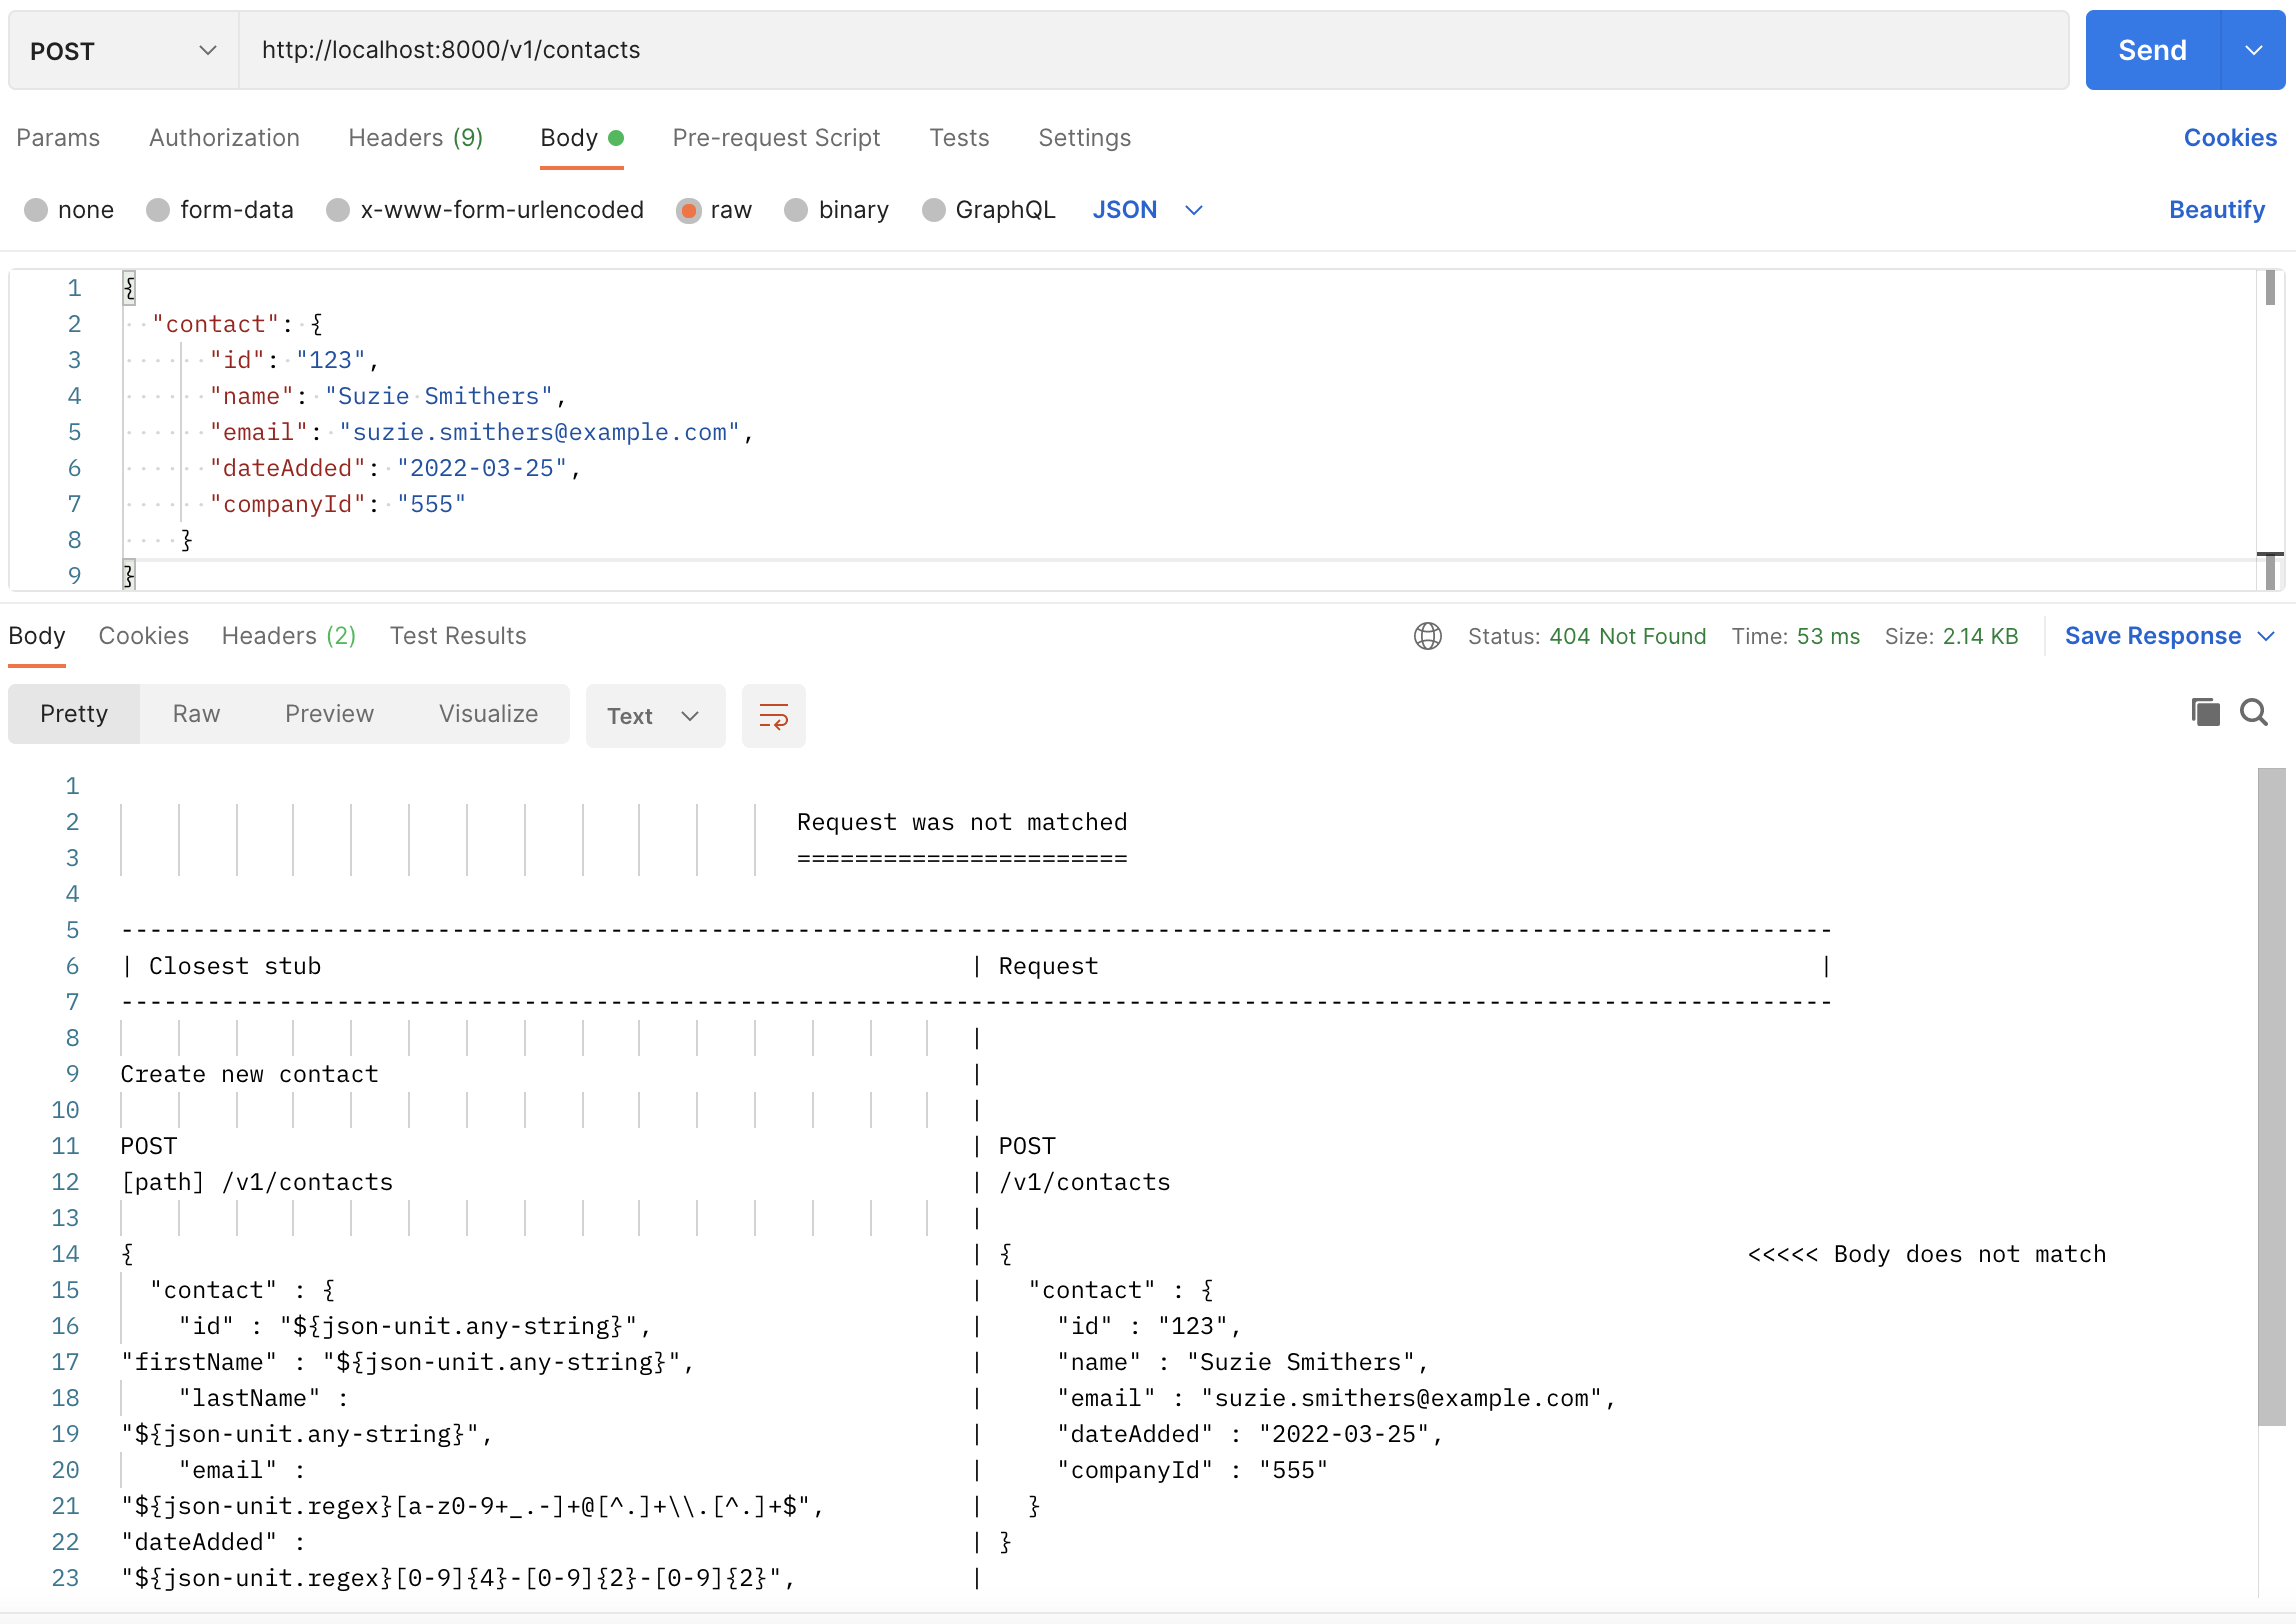 POST http://localhost:8000/v1/contacts Send
Params Authorization Headers (9) Body Pre-request Script Tests Settings Cookies
none form-data x-www-form-urlencoded raw binary GraphQL JSON Beautify
1 {
2 "contact": {
3 "id": "123",
4 "name": "Suzie Smithers",
5 "email": "suzie.smithers@example.com",
6 "dateAdded": "2022-03-25",
7 "companyId": "555"
8 }
9 }
Body Cookies Headers (2) Test Results Status: 404 Not Found Time: 53 ms Size: 2.14 KB Save Response
Pretty Raw Preview Visualize Text
1
2 Request was not matched
3 =======================
4
5 -----------------------------------------------------------------------------------------------------------------------
6 | Closest stub | Request |
7 -----------------------------------------------------------------------------------------------------------------------
8 |
9 Create new contact |
10 |
11 POST | POST
12 [path] /v1/contacts | /v1/contacts
13 |
14 { | { <<<<< Body does not match
15 "contact" : { | "contact" : {
16 "id" : "${json-unit.any-string}", | "id" : "123",
17 "firstName" : "${json-unit.any-string}", | "name" : "Suzie Smithers",
18 "lastName" : | "email" : "suzie.smithers@example.com",
19 "${json-unit.any-string}", | "dateAdded" : "2022-03-25",
20 "email" : | "companyId" : "555"
21 "${json-unit.regex}[a-z0-9+_.-]+@[^.]+\\.[^.]+$", | }
22 "dateAdded" : | }
23 "${json-unit.regex}[0-9]{4}-[0-9]{2}-[0-9]{2}", |